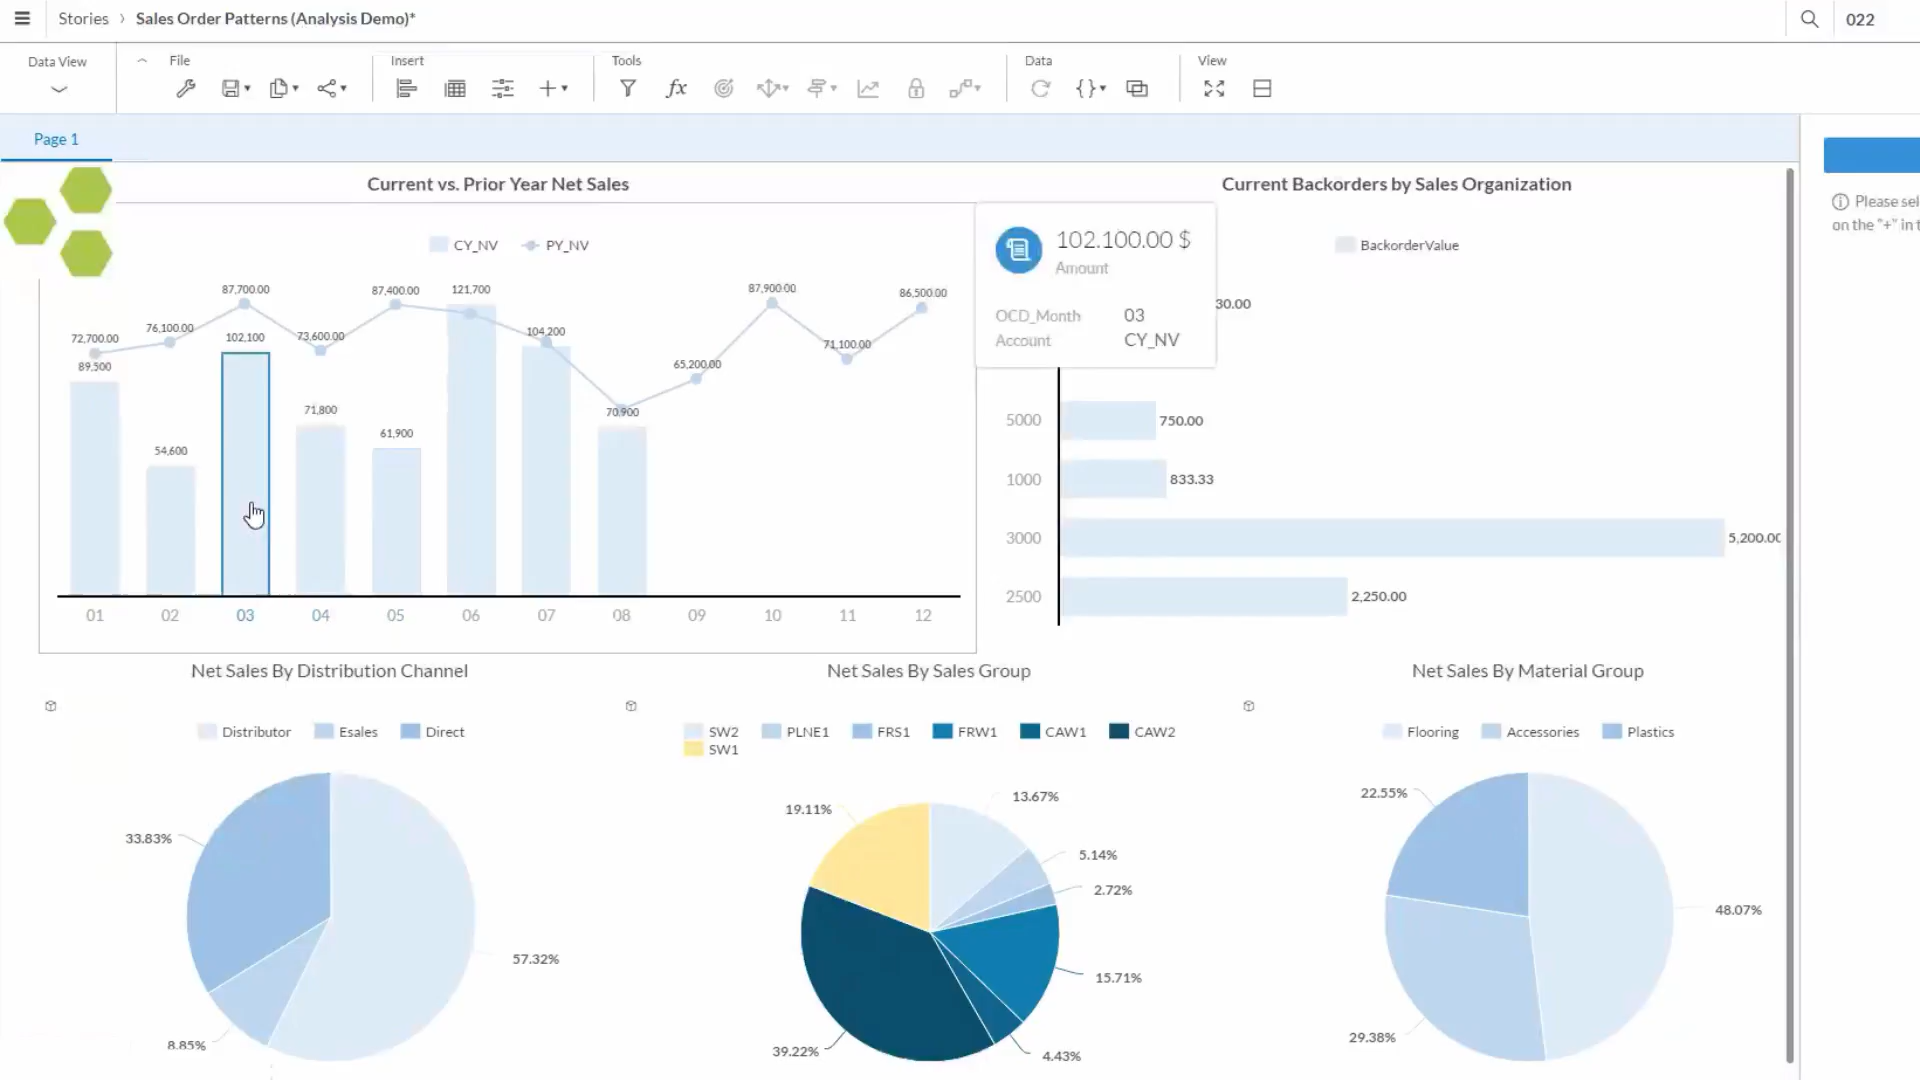 Stories › Sales Order Patterns (Analysis Demo)*
022
Data View
File
Insert
Tools
fx
Data
{ }
View
Page 1
Current vs. Prior Year Net Sales
CY_NV PY_NV
87,700.00
87,400.00
121,700
87,900.00
86,500.00
72,700.00
76,100.00
102,100
73,600.00
104,200
71,100.00
89,500
65,200.00
54,600
71,800
61,900
70,900
01 02 03 04 05 06 07 08 09 10 11 12
102.100.00 $
Amount
OCD_Month 03
Account CY_NV
Current Backorders by Sales Organization
BackorderValue
30.00
5000 750.00
1000 833.33
3000 5,200.00
2500 2,250.00
Please sel
on the "+" in t
Net Sales By Distribution Channel
Distributor Esales Direct
33.83%
57.32%
8.85%
Net Sales By Sales Group
SW2 PLNE1 FRS1 FRW1 CAW1 CAW2
SW1
19.11%
13.67%
5.14%
2.72%
15.71%
39.22%
4.43%
Net Sales By Material Group
Flooring Accessories Plastics
22.55%
48.07%
29.38%